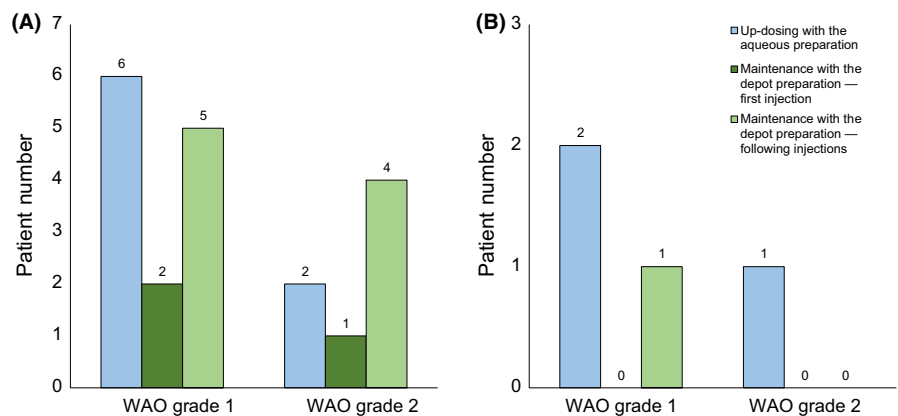 (A)
Patient number
7
6
5
4
3
2
1
0
6
2
5
2
1
4
WAO grade 1
WAO grade 2
(B)
Patient number
3
2
1
0
2
0
1
1
0
0
WAO grade 1
WAO grade 2
Up-dosing with the
aqueous preparation
Maintenance with the
depot preparation —
first injection
Maintenance with the
depot preparation —
following injections